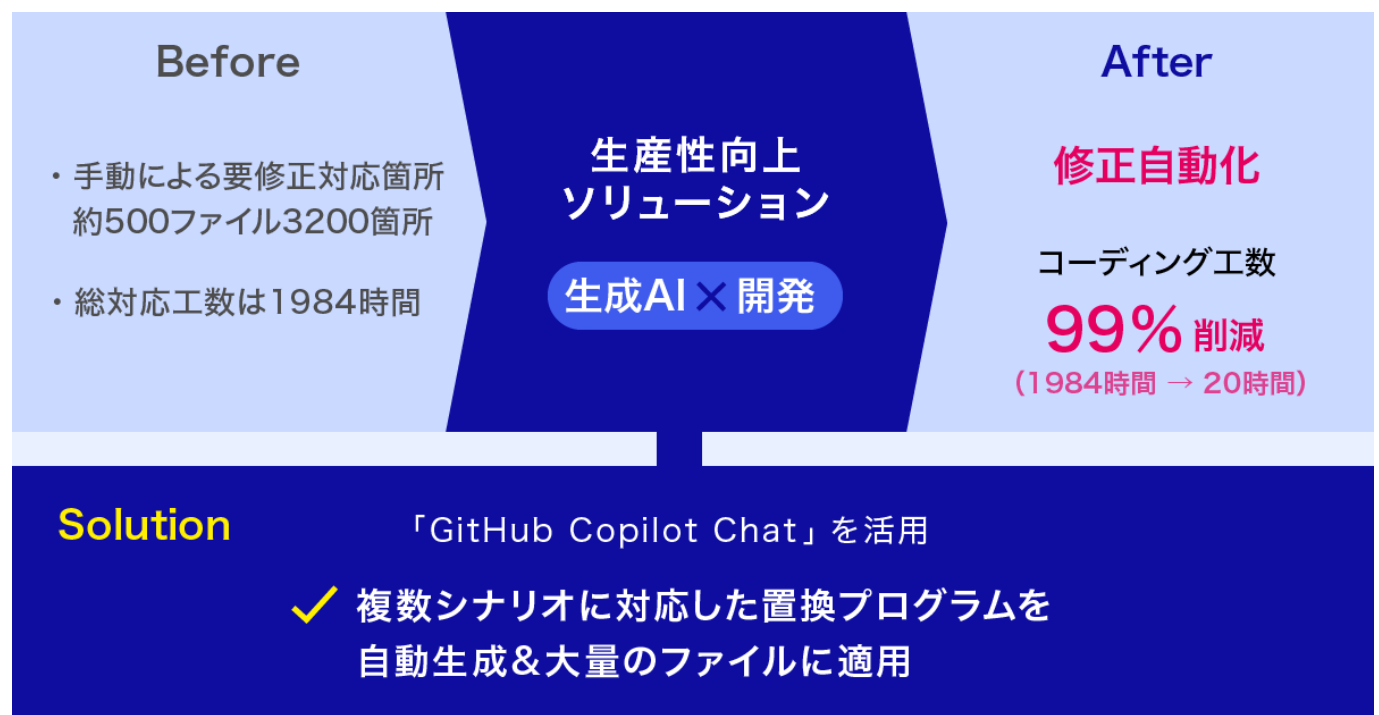 Before
・手動による要修正対応箇所
約500ファイル3200箇所
・総対応工数は1984時間
生産性向上
ソリューション
生成AI×開発
After
修正自動化
コーディング工数
99%削減
(1984時間 → 20時間)
Solution
「GitHub Copilot Chat」を活用
✓ 複数シナリオに対応した置換プログラムを
自動生成&大量のファイルに適用